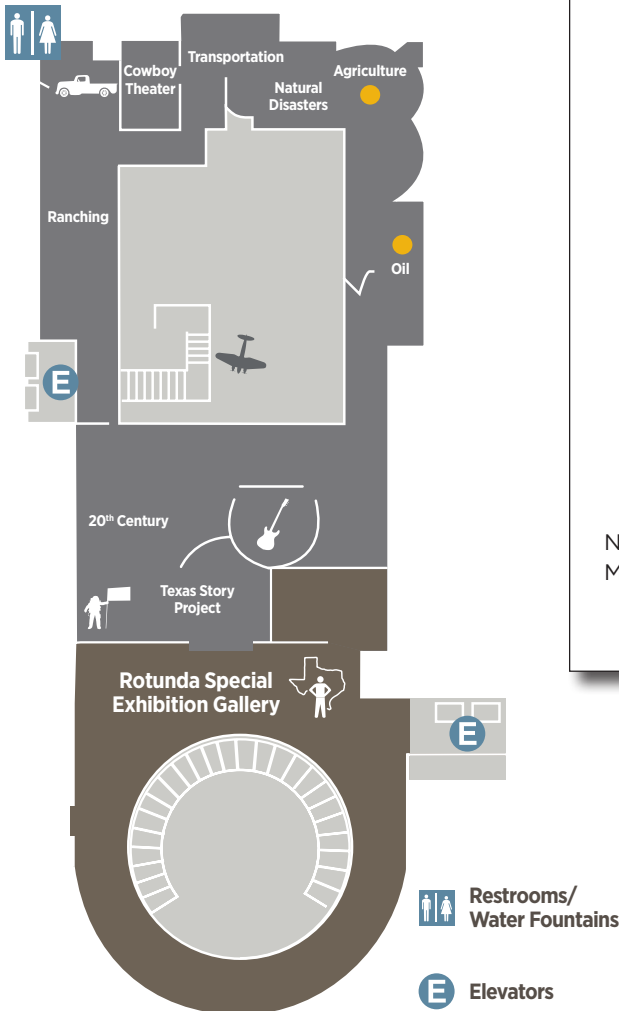 Transportation
Cowboy
Theater
Agriculture
Natural
Disasters
Ranching
Oil
E
20th Century
Texas Story
Project
Rotunda Special
Exhibition Gallery
E
N
M
Restrooms/
Water Fountains
E Elevators